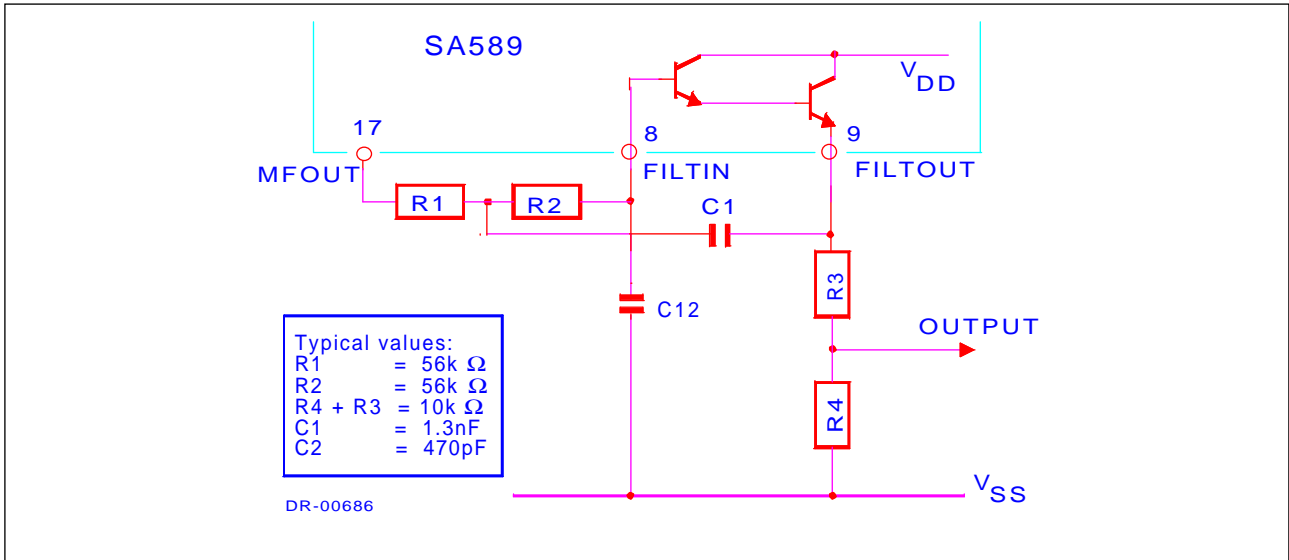 SA589
V
DD
17
8
9
MFOUT
FILTIN
FILTOUT
R1
R2
C1
R3
C12
OUTPUT
R4
Typical values:
R1 = 56k Ω
R2 = 56k Ω
R4 + R3 = 10k Ω
C1 = 1.3nF
C2 = 470pF
V
SS
DR-00686